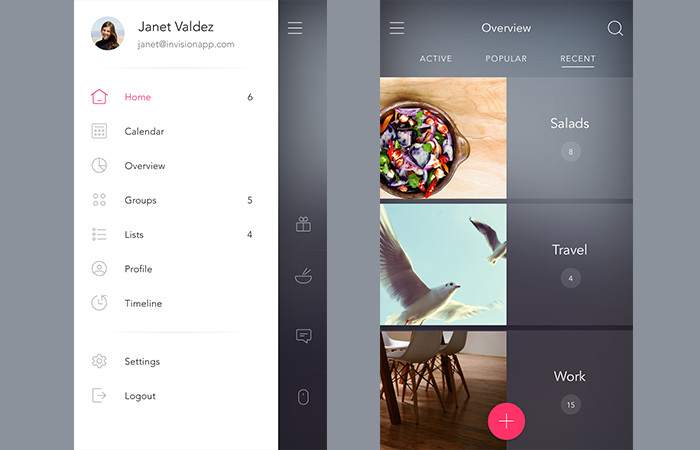 Janet Valdez
janet@invisionapp.com
Home 6
Calendar
Overview
Groups 5
Lists 4
Profile
Timeline
Settings
Logout
Overview
ACTIVE POPULAR RECENT
Salads
8
Travel
4
Work
15